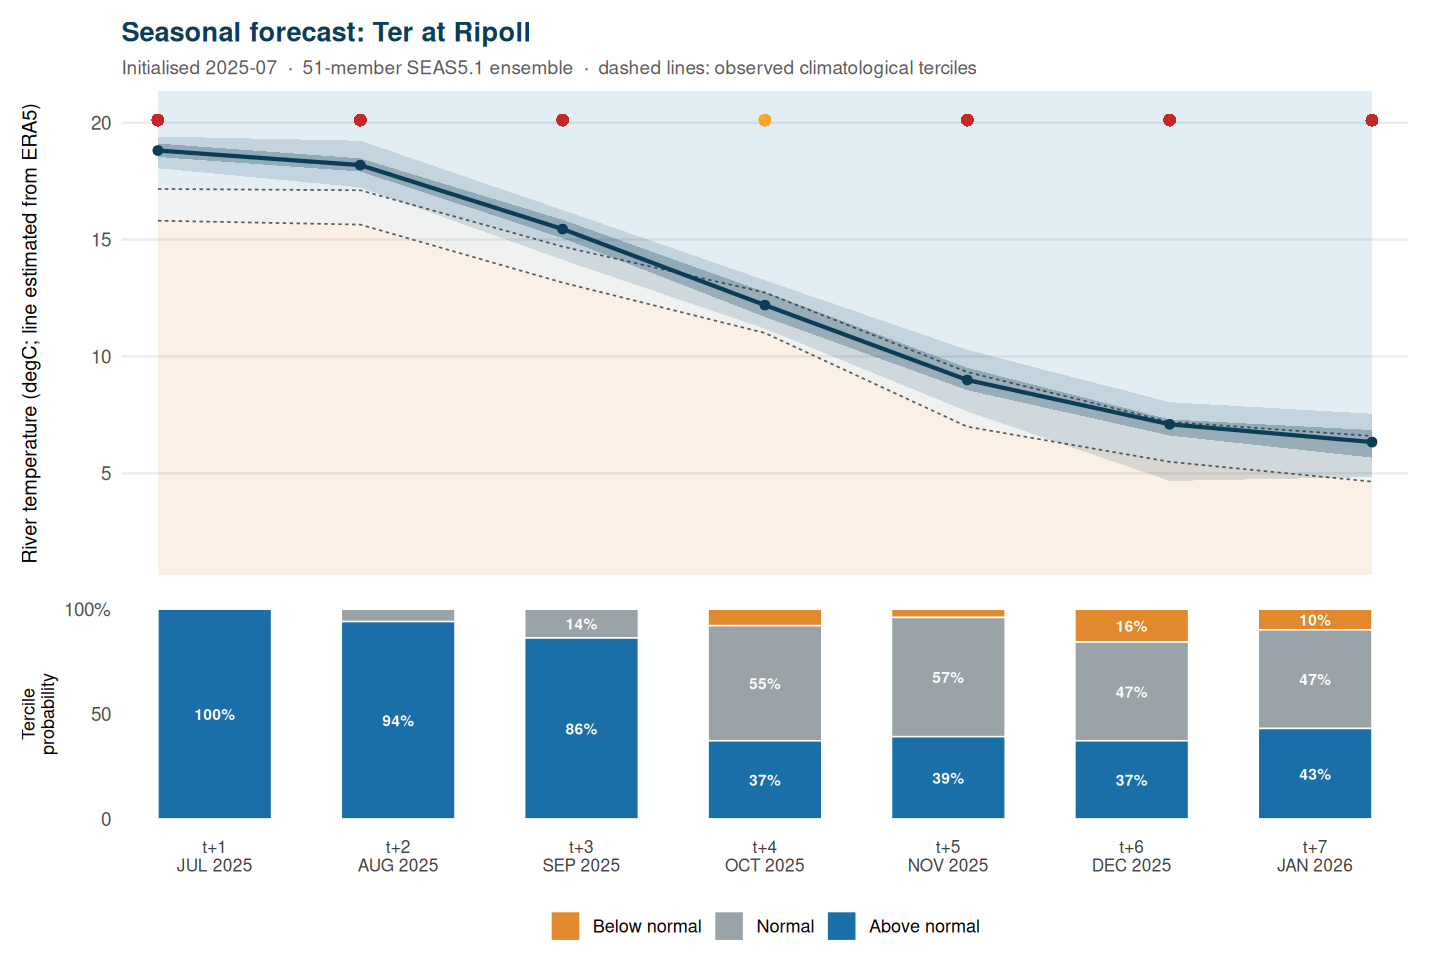 Seasonal forecast: Ter at Ripoll
Initialised 2025-07 · 51-member SEAS5.1 ensemble · dashed lines: observed climatological terciles
River temperature (degC; line estimated from ERA5)
20
15
10
5
Tercile
probability
100%
50
0
100%
94%
14%
86%
55%
37%
57%
39%
16%
47%
37%
10%
47%
43%
t+1
JUL 2025
t+2
AUG 2025
t+3
SEP 2025
t+4
OCT 2025
t+5
NOV 2025
t+6
DEC 2025
t+7
JAN 2026
Below normal
Normal
Above normal